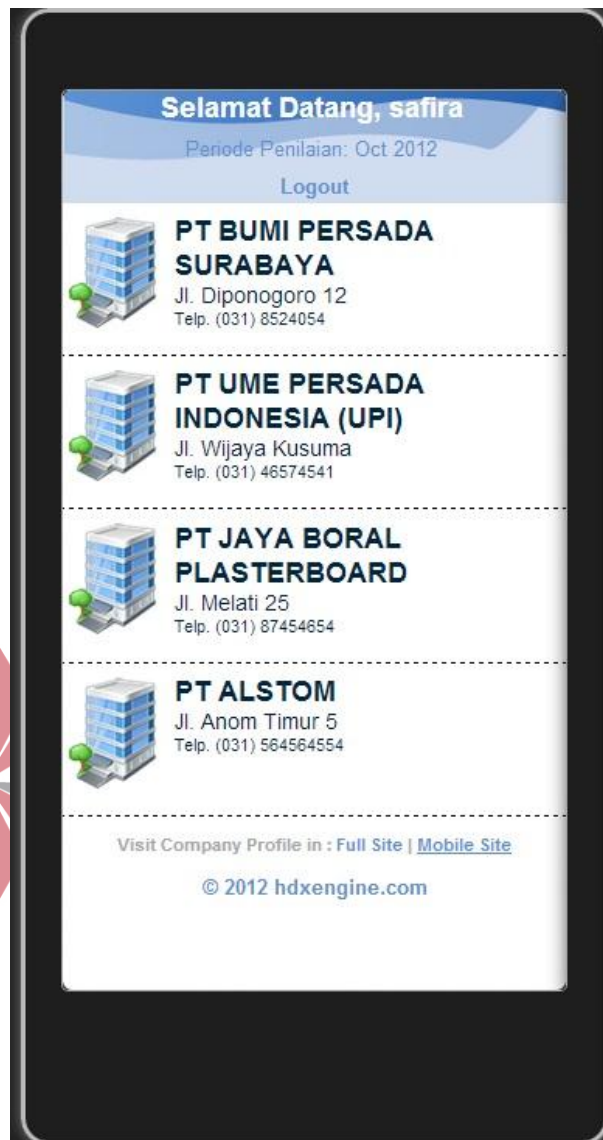 Selamat Datang, safira
Periode Penilaian: Oct 2012
Logout
PT BUMI PERSADA
SURABAYA
Jl. Diponogoro 12
Telp. (031) 8524054
PT UME PERSADA
INDONESIA (UPI)
Jl. Wijaya Kusuma
Telp. (031) 46574541
PT JAYA BORAL
PLASTERBOARD
Jl. Melati 25
Telp. (031) 87454654
PT ALSTOM
Jl. Anom Timur 5
Telp. (031) 564564554
Visit Company Profile in : Full Site | Mobile Site
© 2012 hdxengine.com